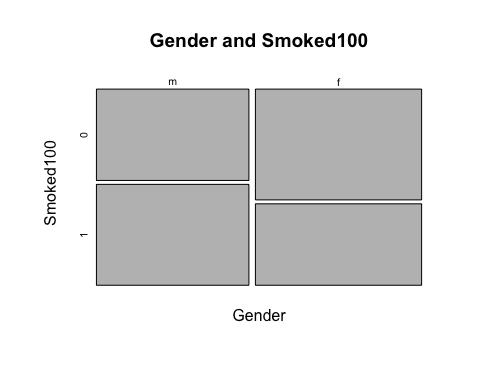 Gender and Smoked100
m f
0
Smoked100
1
Gender